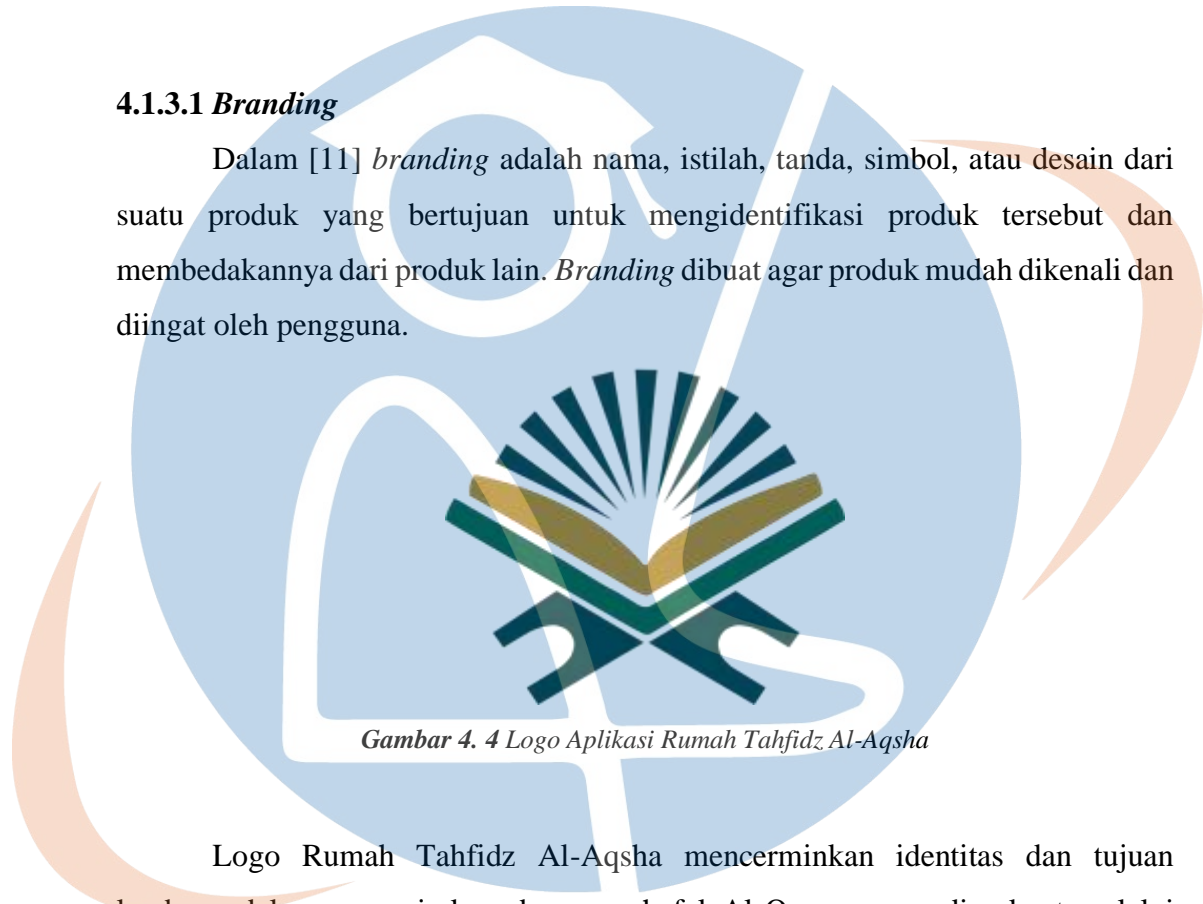 4.1.3.1 Branding
Dalam [11] branding adalah nama, istilah, tanda, simbol, atau desain dari
suatu produk yang bertujuan untuk mengidentifikasi produk tersebut dan
membedakannya dari produk lain. Branding dibuat agar produk mudah dikenali dan
diingat oleh pengguna.
Gambar 4. 4 Logo Aplikasi Rumah Tahfidz Al-Aqsha
Logo Rumah Tahfidz Al-Aqsha mencerminkan identitas dan tujuan